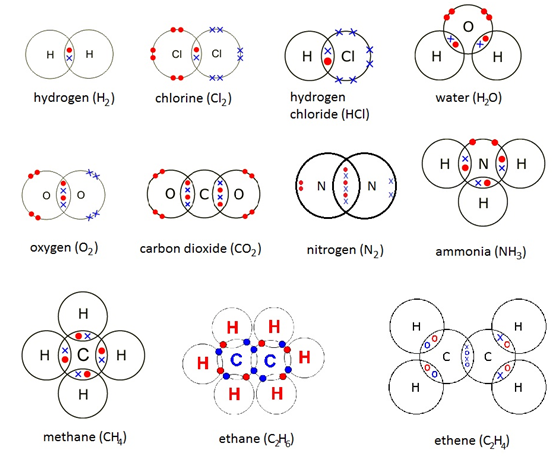 H H
Cl Cl
H Cl
O
H H
hydrogen (H2)
chlorine (Cl2)
hydrogen
chloride (HCl)
water (H2O)
O O
O C O
N N
H N H
H
oxygen (O2)
carbon dioxide (CO2)
nitrogen (N2)
ammonia (NH3)
H
H C H
H
H H
H C C H
H H
H H
C C
H H
methane (CH4)
ethane (C2H6)
ethene (C2H4)